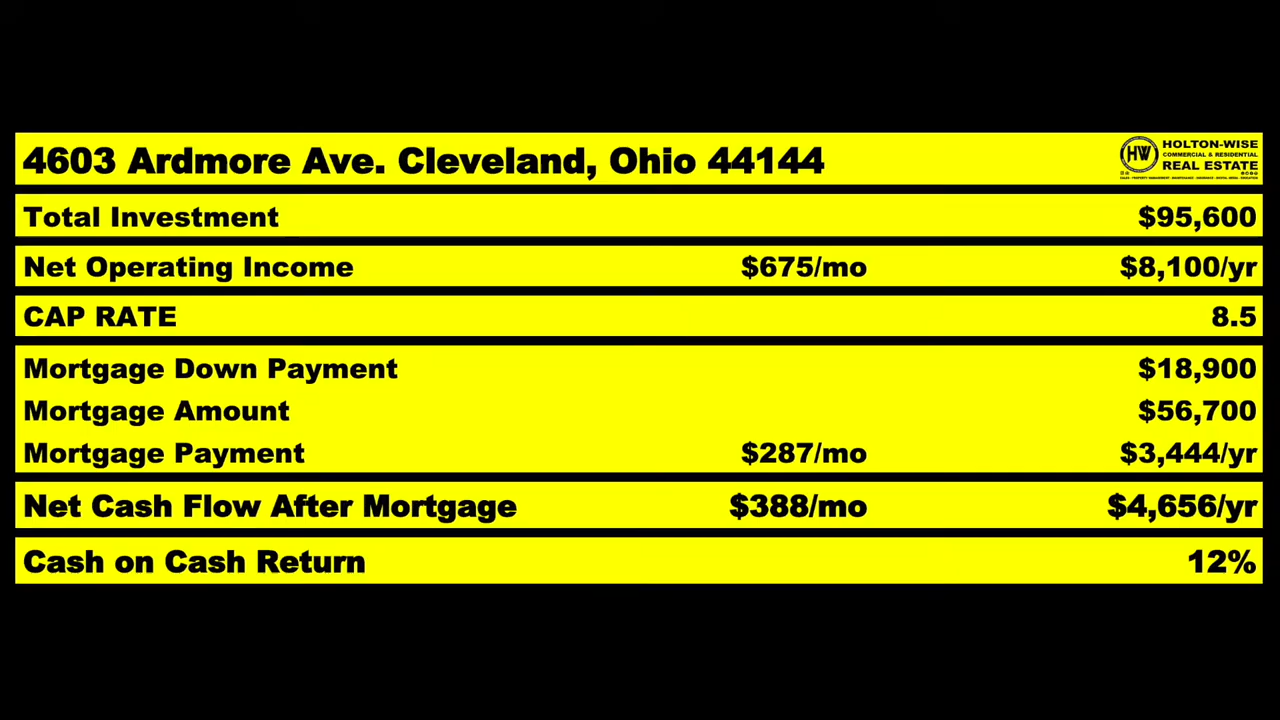 4603 Ardmore Ave. Cleveland, Ohio 44144
HW
HOLTON-WISE
COMMERCIAL & RESIDENTIAL
REAL ESTATE
Total Investment $95,600
Net Operating Income $675/mo $8,100/yr
CAP RATE 8.5
Mortgage Down Payment $18,900
Mortgage Amount $56,700
Mortgage Payment $287/mo $3,444/yr
Net Cash Flow After Mortgage $388/mo $4,656/yr
Cash on Cash Return 12%